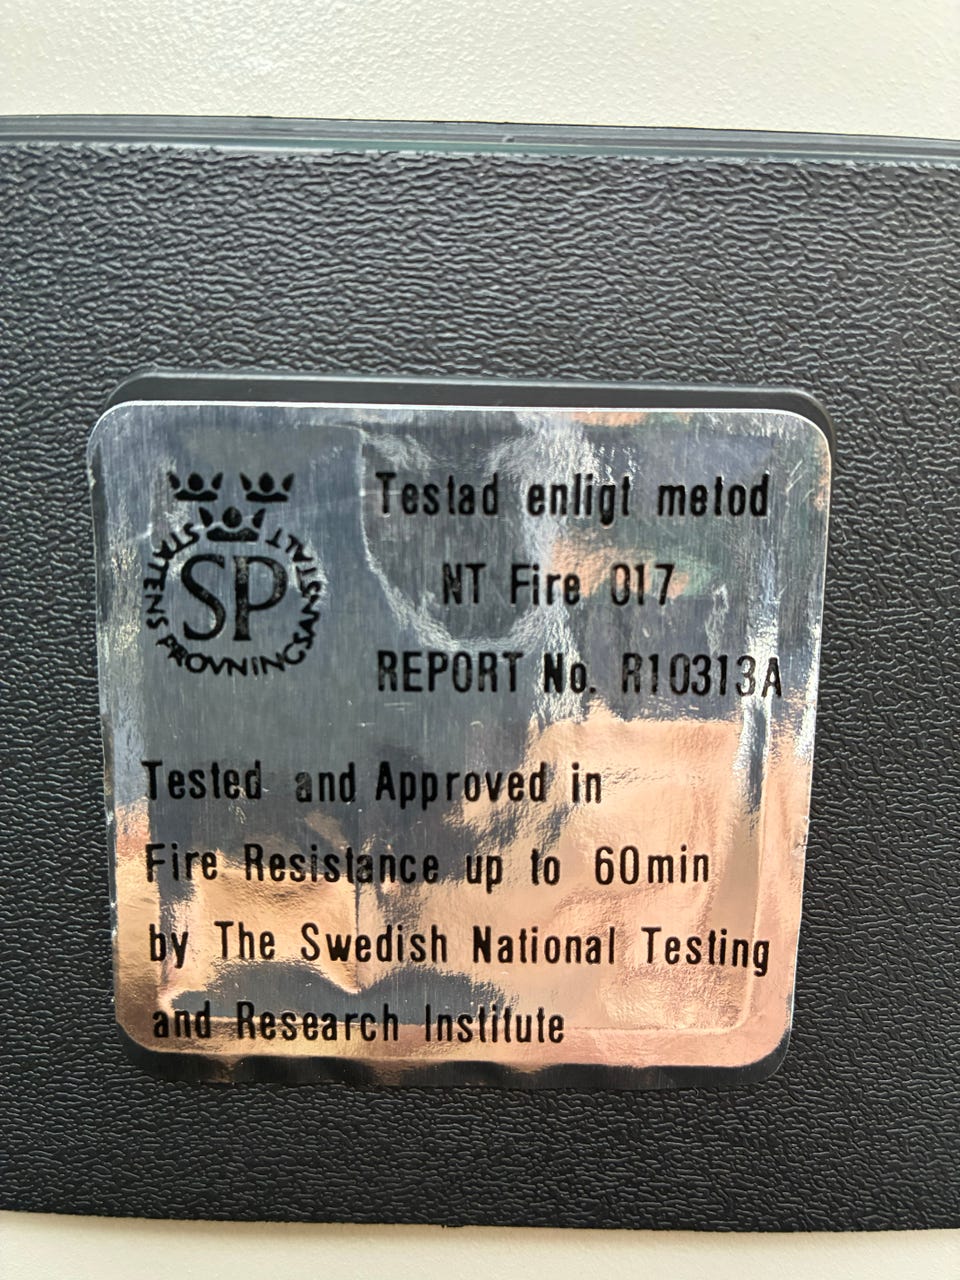 STATENS PROVNINGSANSTALT
SP
Testad enligt metod
NT Fire 017
REPORT No. R10313A
Tested and Approved in
Fire Resistance up to 60min
by The Swedish National Testing
and Research Institute